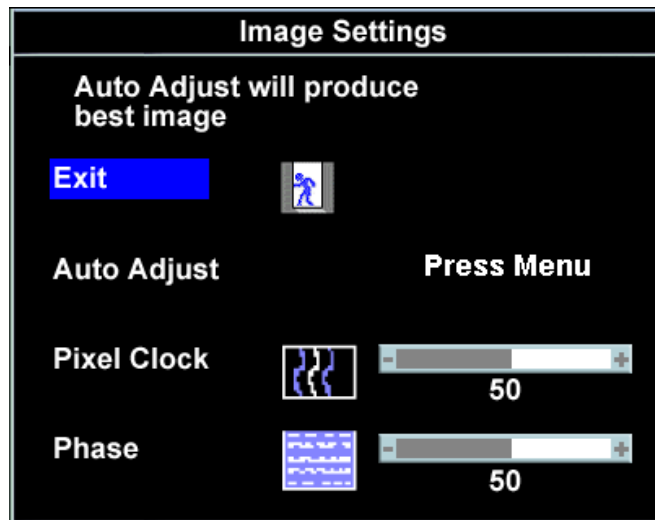 Image Settings
Auto Adjust will produce
best image
Exit
Auto Adjust Press Menu
Pixel Clock
- +
50
Phase
- +
50